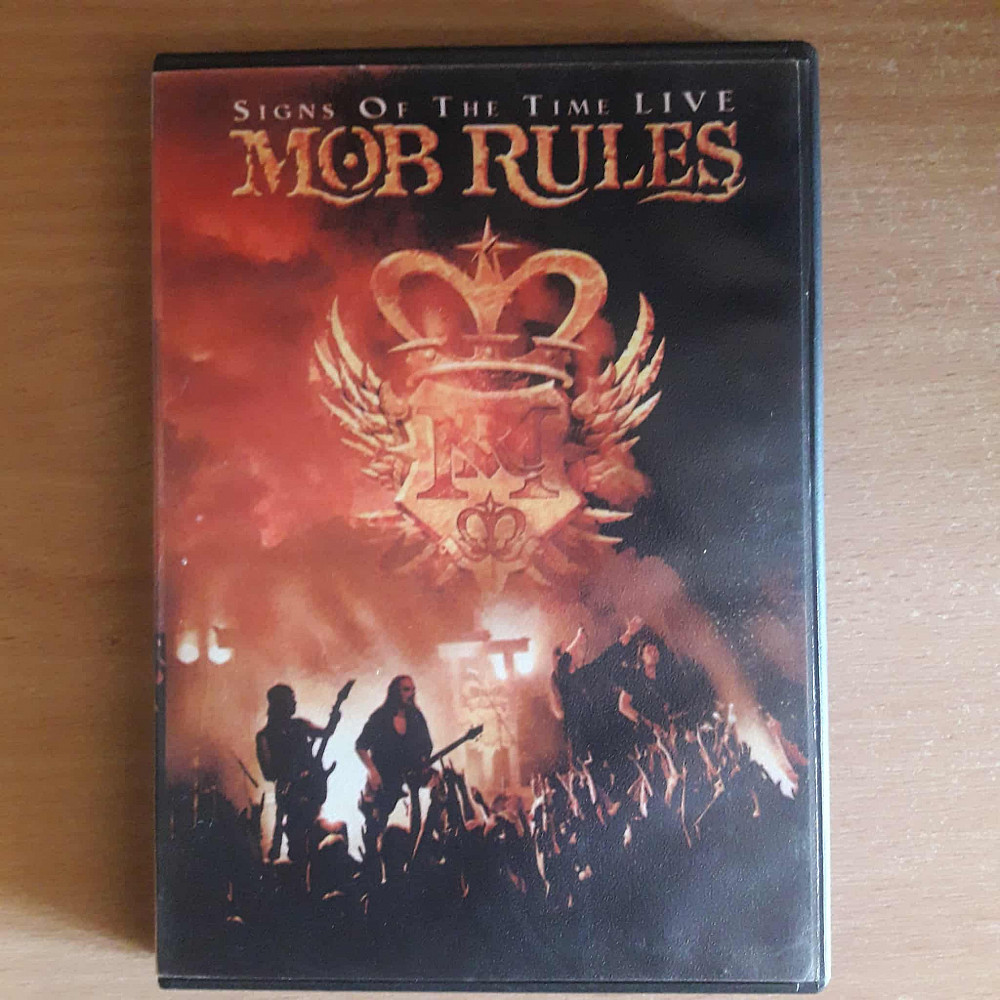 SIGNS OF THE TIME LIVE
MOB RULES
M